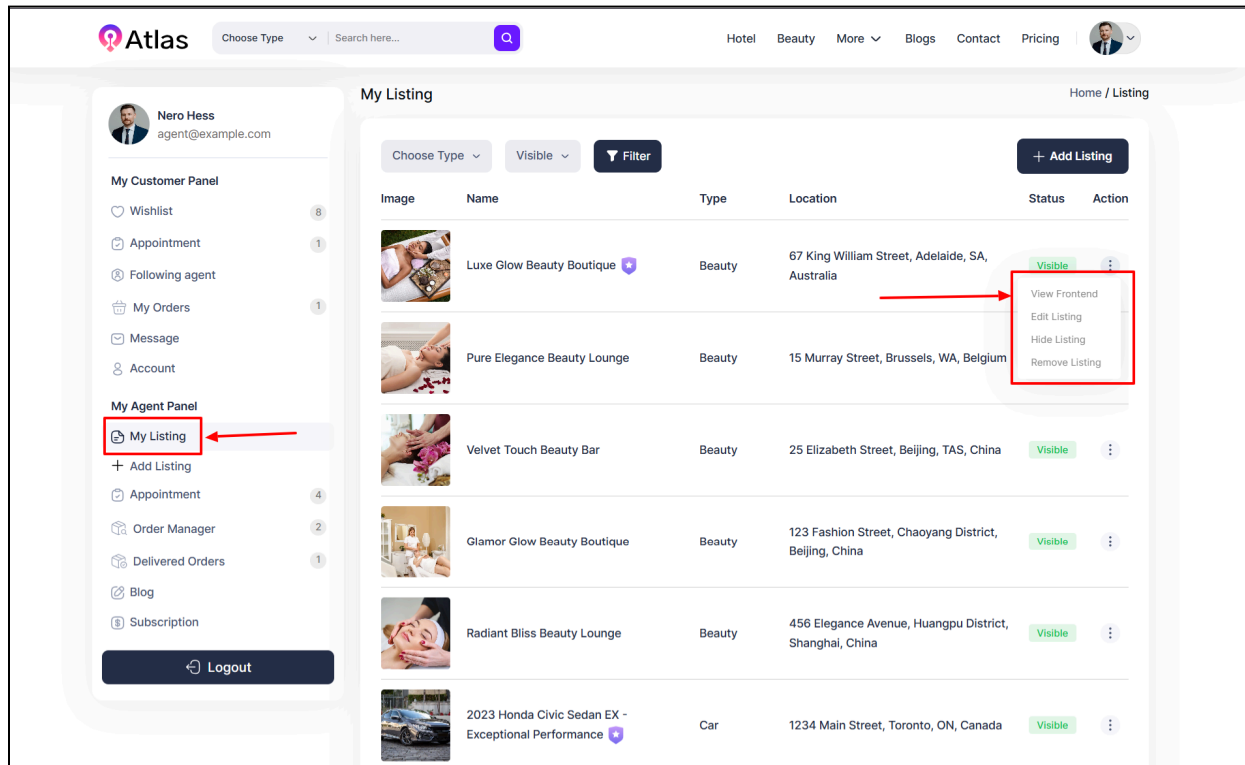 Atlas
Choose Type
Search here...
Hotel
Beauty
More
Blogs
Contact
Pricing
Nero Hess
agent@example.com
My Customer Panel
Wishlist
8
Appointment
1
Following agent
My Orders
1
Message
Account
My Agent Panel
My Listing
Add Listing
Appointment
4
Order Manager
2
Delivered Orders
1
Blog
Subscription
Logout
My Listing
Home / Listing
Choose Type
Visible
Filter
+ Add Listing
Image
Name
Type
Location
Status
Action
Luxe Glow Beauty Boutique
Beauty
67 King William Street, Adelaide, SA,
Australia
Visible
View Frontend
Edit Listing
Hide Listing
Remove Listing
Pure Elegance Beauty Lounge
Beauty
15 Murray Street, Brussels, WA, Belgium
Velvet Touch Beauty Bar
Beauty
25 Elizabeth Street, Beijing, TAS, China
Visible
Glamor Glow Beauty Boutique
Beauty
123 Fashion Street, Chaoyang District,
Beijing, China
Visible
Radiant Bliss Beauty Lounge
Beauty
456 Elegance Avenue, Huangpu District,
Shanghai, China
Visible
2023 Honda Civic Sedan EX -
Exceptional Performance
Car
1234 Main Street, Toronto, ON, Canada
Visible